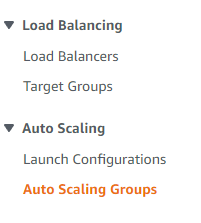 Load Balancing
Load Balancers
Target Groups
Auto Scaling
Launch Configurations
Auto Scaling Groups